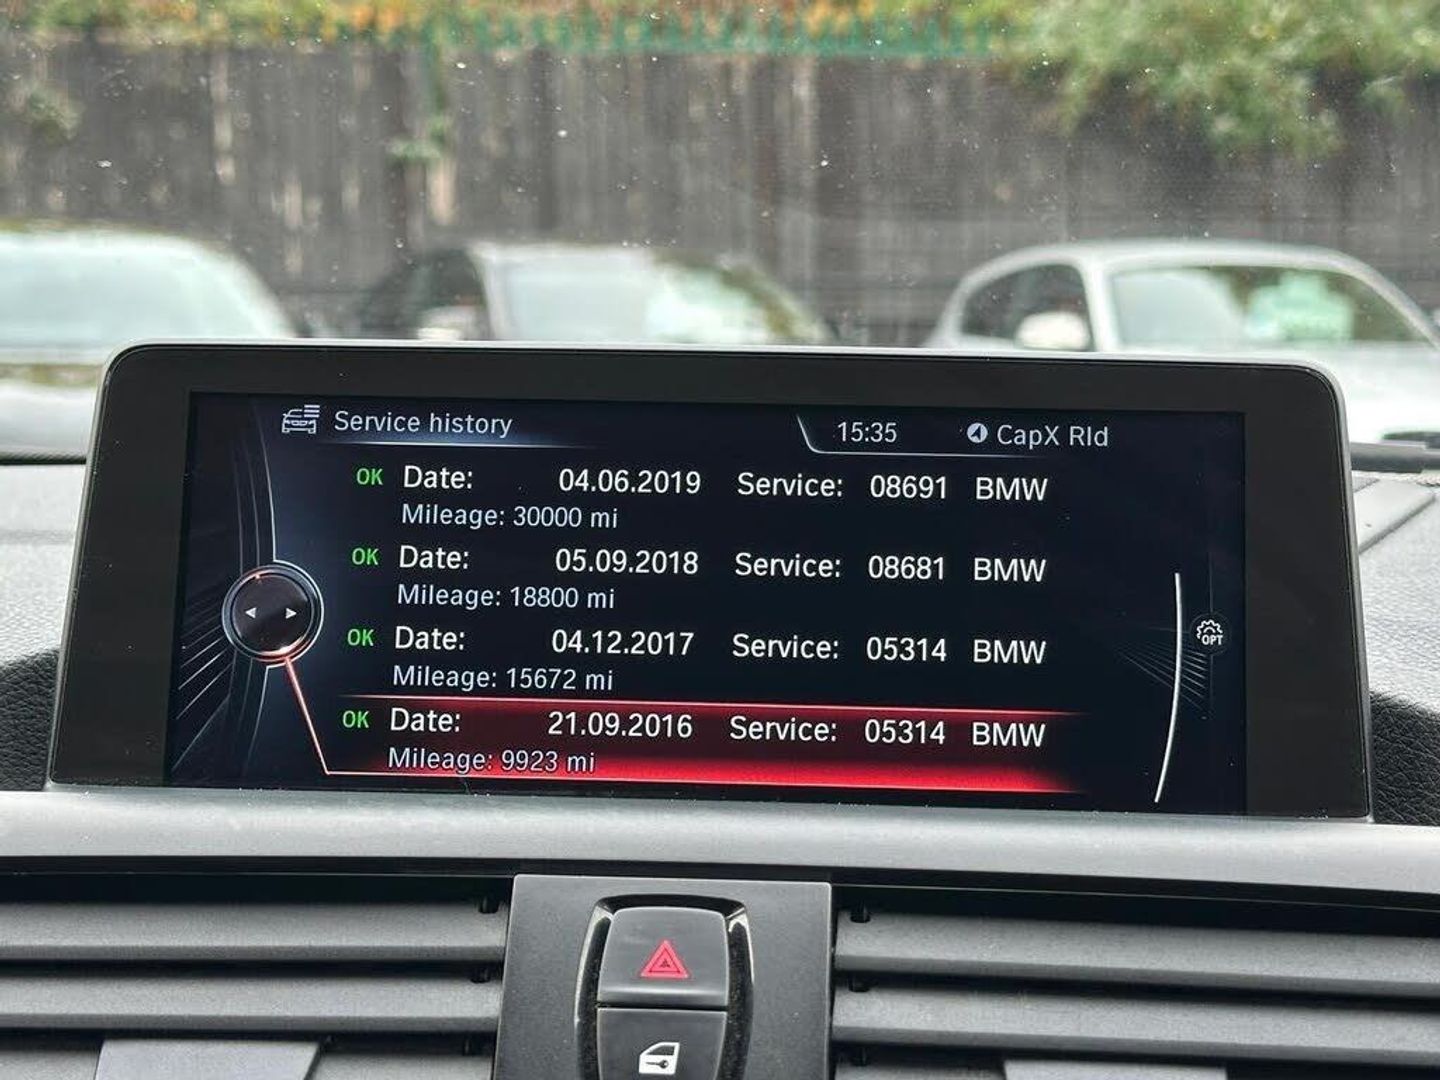 Service history 15:35 CapX Rld
OK Date: 04.06.2019 Service: 08691 BMW
Mileage: 30000 mi
OK Date: 05.09.2018 Service: 08681 BMW
Mileage: 18800 mi
OK Date: 04.12.2017 Service: 05314 BMW
Mileage: 15672 mi
OPT
OK Date: 21.09.2016 Service: 05314 BMW
Mileage: 9923 mi